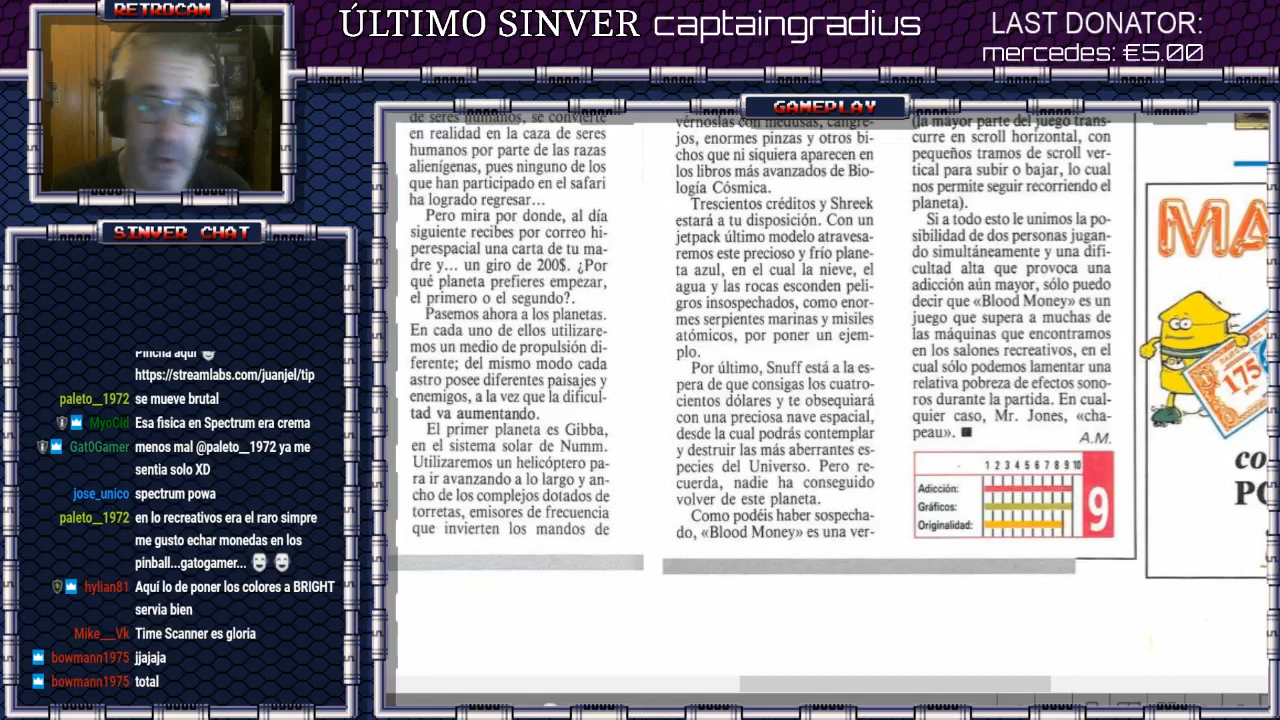 RETROCAM
ÚLTIMO SINVER captaingradius
LAST DONATOR:
mercedes: €5.00
SINVER CHAT
Pincha aquí
https://streamlabs.com/juanjel/tip
paleto_1972 se mueve brutal
MyoCid Esa fisica en Spectrum era crema
Gat0Gamer menos mal @paleto_1972 ya me
sentia solo XD
jose_unico spectrum powa
paleto_1972 en lo recreativos era el raro simpre
me gusto echar monedas en los
pinball...gatogamer...
hylian81 Aquí lo de poner los colores a BRIGHT
servia bien
Mike__Vk Time Scanner es gloria
bowmann1975 jjajaja
bowmann1975 total
GAMEPLAY
de seres humanos, se convierte
en realidad en la caza de seres
humanos por parte de las razas
alienígenas, pues ninguno de los
que han participado en el safari
ha logrado regresar...
Pero mira por donde, al día
siguiente recibes por correo hi-
perespacial una carta de tu ma-
dre y... un giro de 200$. ¿Por
qué planeta prefieres empezar,
el primero o el segundo?.
Pasemos ahora a los planetas.
En cada uno de ellos utilizare-
mos un medio de propulsión di-
ferente; del mismo modo cada
astro posee diferentes paisajes y
enemigos, a la vez que la dificul-
tad va aumentando.
El primer planeta es Gibba,
en el sistema solar de Numm.
Utilizaremos un helicóptero pa-
ra ir avanzando a lo largo y an-
cho de los complejos dotados de
torretas, emisores de frecuencia
que invierten los mandos de
vérnoslas con medusas, cangre-
jos, enormes pinzas y otros bi-
chos que ni siquiera aparecen en
los libros más avanzados de Bio-
logía Cósmica.
Trescientos créditos y Shreek
estará a tu disposición. Con un
jetpack último modelo atravesa-
remos este precioso y frío plane-
ta azul, en el cual la nieve, el
agua y las rocas esconden peli-
gros insospechados, como enor-
mes serpientes marinas y misiles
atómicos, por poner un ejem-
plo.
Por último, Snuff está a la es-
pera de que consigas los cuatro-
cientos dólares y te obsequiará
con una preciosa nave espacial,
desde la cual podrás contemplar
y destruir las más aberrantes es-
pecies del Universo. Pero re-
cuerda, nadie ha conseguido
volver de este planeta.
Como podéis haber sospecha-
do, «Blood Money» es una ver-
(la mayor parte del juego trans-
curre en scroll horizontal, con
pequeños tramos de scroll ver-
tical para subir o bajar, lo cual
nos permite seguir recorriendo el
planeta).
Si a todo esto le unimos la po-
sibilidad de dos personas jugan-
do simultáneamente y una difi-
cultad alta que provoca una
adicción aún mayor, sólo puedo
decir que «Blood Money» es un
juego que supera a muchas de
las máquinas que encontramos
en los salones recreativos, en el
cual sólo podemos lamentar una
relativa pobreza de efectos sono-
ros durante la partida. En cual-
quier caso, Mr. Jones, «cha-
peau».
A.M.
1 2 3 4 5 6 7 8 9 10
Adicción:
Gráficos:
Originalidad:
9
MA
175
co
PO